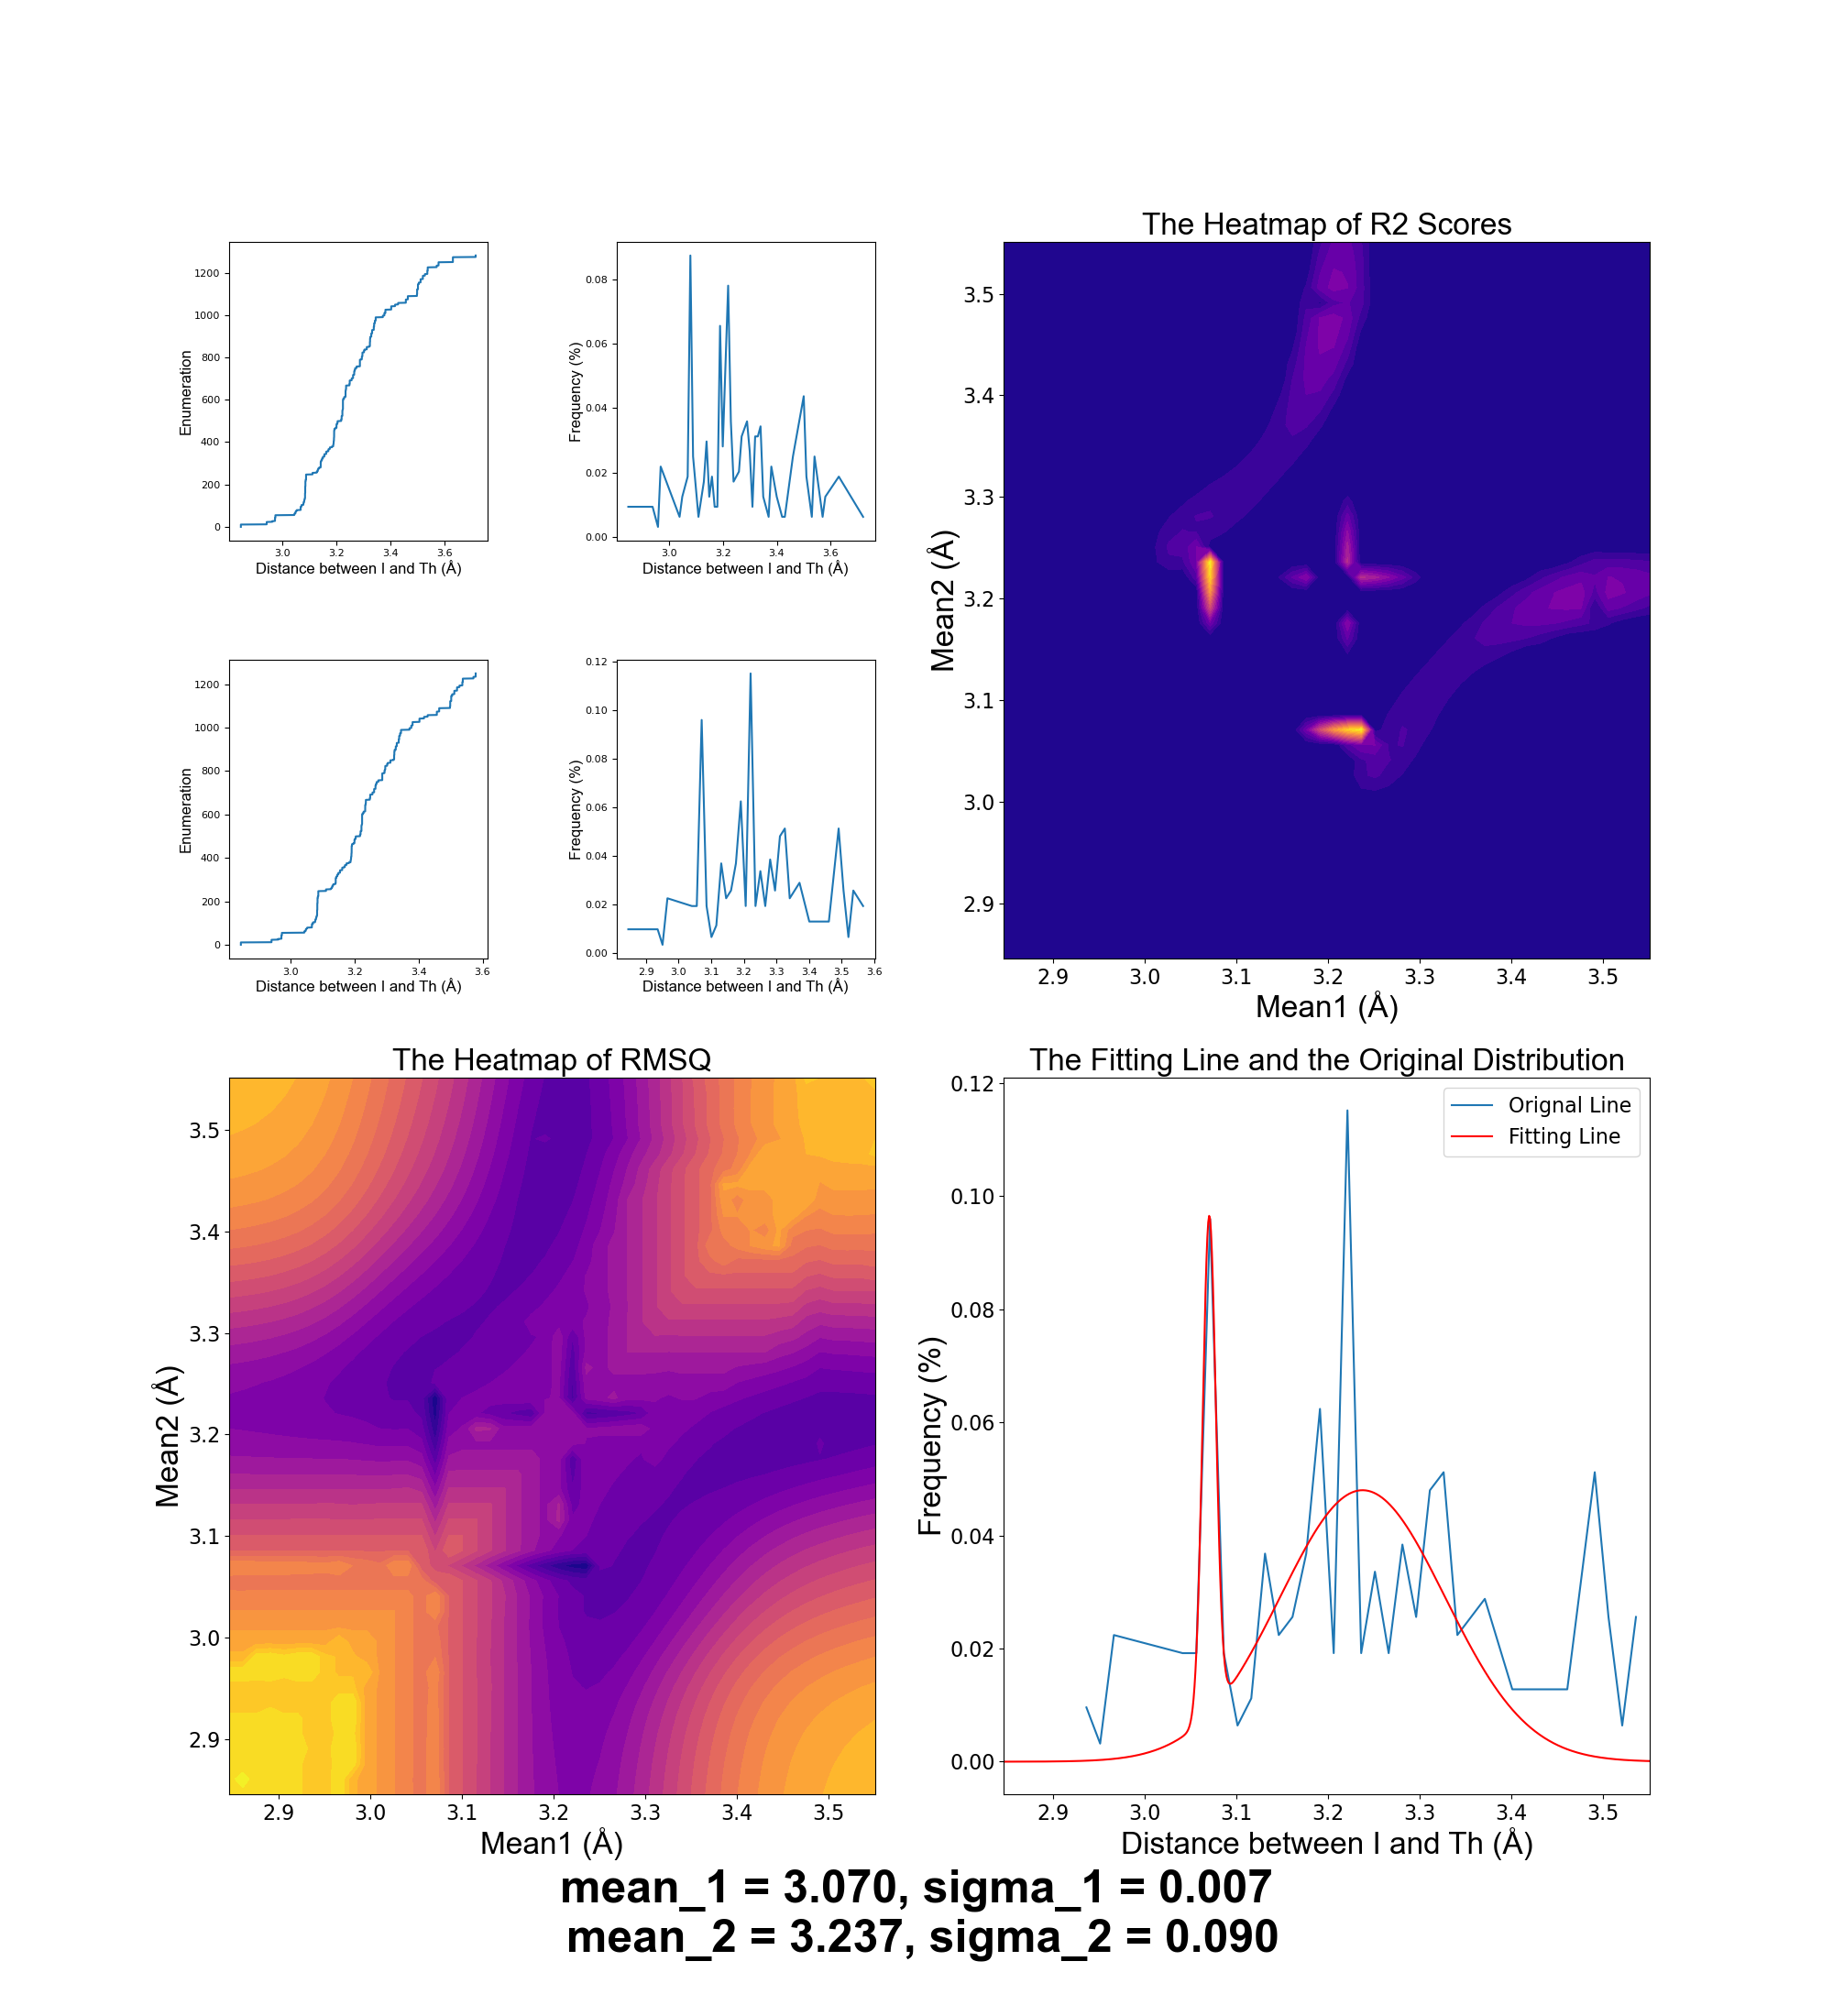 The Heatmap of R2 Scores
1200
1000
800
600
400
200
0
Enumeration
3.0 3.2 3.4 3.6
Distance between I and Th (Å)
0.08
0.06
0.04
0.02
0.00
Frequency (%)
3.0 3.2 3.4 3.6
Distance between I and Th (Å)
3.5
3.4
3.3
3.2
3.1
3.0
2.9
Mean2 (Å)
2.9 3.0 3.1 3.2 3.3 3.4 3.5
Mean1 (Å)
1200
1000
800
600
400
200
0
Enumeration
3.0 3.2 3.4 3.6
Distance between I and Th (Å)
0.12
0.10
0.08
0.06
0.04
0.02
0.00
Frequency (%)
2.9 3.0 3.1 3.2 3.3 3.4 3.5 3.6
Distance between I and Th (Å)
The Heatmap of RMSQ
3.5
3.4
3.3
3.2
3.1
3.0
2.9
Mean2 (Å)
2.9 3.0 3.1 3.2 3.3 3.4 3.5
Mean1 (Å)
The Fitting Line and the Original Distribution
0.12
0.10
0.08
0.06
0.04
0.02
0.00
Frequency (%)
Orignal Line
Fitting Line
2.9 3.0 3.1 3.2 3.3 3.4 3.5
Distance between I and Th (Å)
mean_1 = 3.070, sigma_1 = 0.007
mean_2 = 3.237, sigma_2 = 0.090